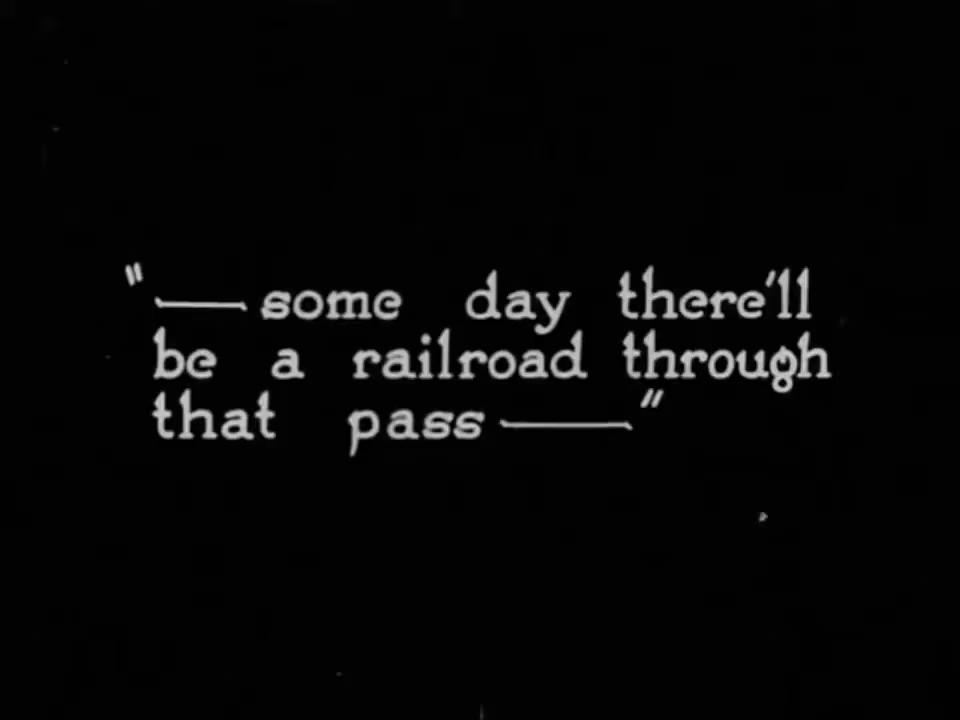 "—some day there'll
be a railroad through
that pass—"